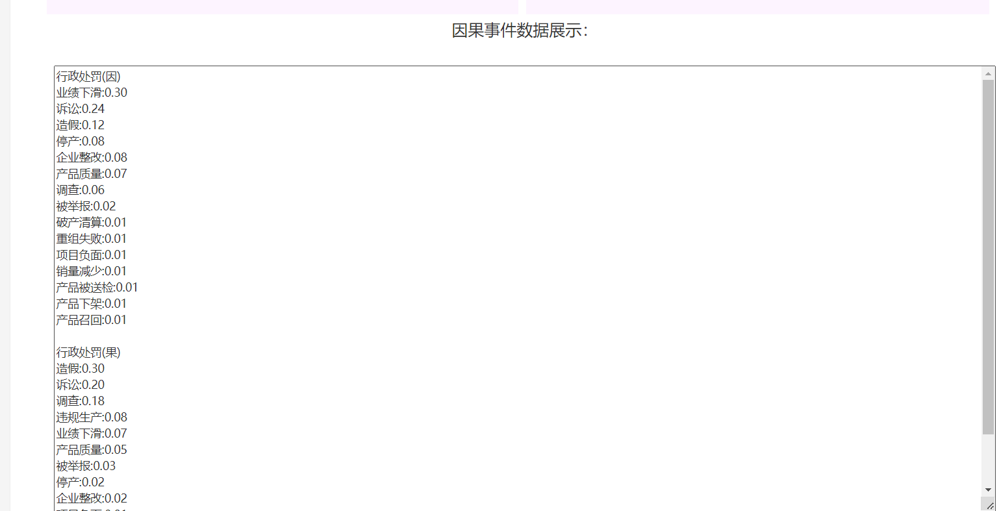 因果事件数据展示：
行政处罚(因)
业绩下滑:0.30
诉讼:0.24
造假:0.12
停产:0.08
企业整改:0.08
产品质量:0.07
调查:0.06
被举报:0.02
破产清算:0.01
重组失败:0.01
项目负面:0.01
销量减少:0.01
产品被送检:0.01
产品下架:0.01
产品召回:0.01
行政处罚(果)
造假:0.30
诉讼:0.20
调查:0.18
违规生产:0.08
业绩下滑:0.07
产品质量:0.05
被举报:0.03
停产:0.02
企业整改:0.02